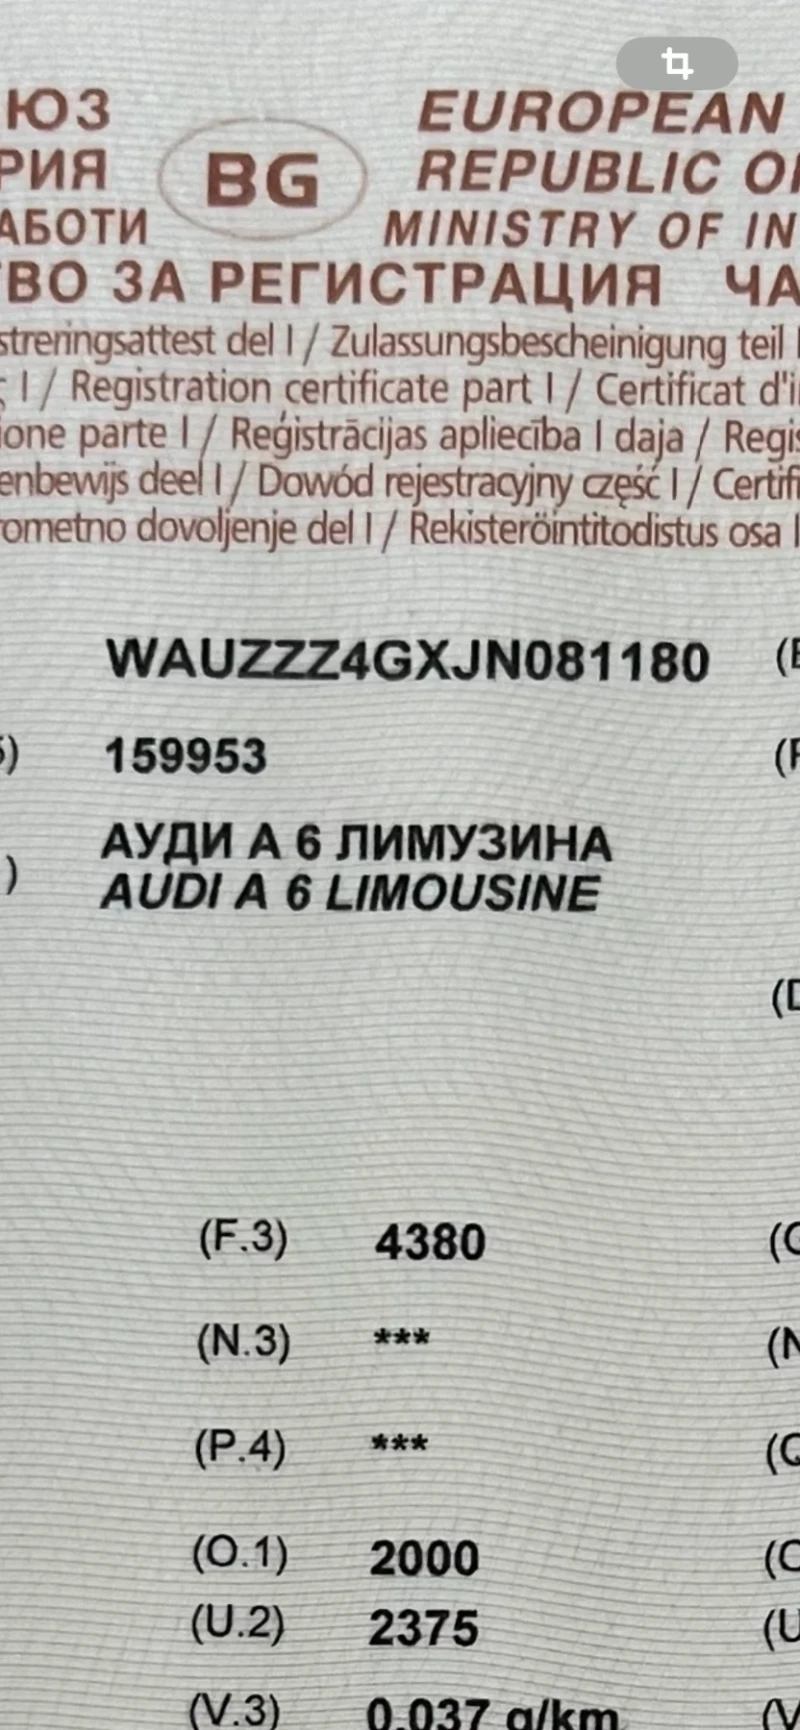 ЮЗ
РИЯ
АБОТИ
BG
EUROPEAN
REPUBLIC
MINISTRY OF IN
ВО ЗА РЕГИСТРАЦИЯ ЧА
streringsattest del I / Zulassungsbescheinigung teil I
I / Registration certificate part I / Certificat d'i
ione parte I / Reģistrācijas apliecība I daja / Regis
enbewijs deel I / Dowód rejestracyjny część I / Certifi
ometno dovoljenje del I / Rekisteröintitodistus osa I
WAUZZZ4GXJN081180 (E
159953
АУДИ А 6 ЛИМУЗИНА
AUDI A 6 LIMOUSINE
(D
(F.3) 4380 (G
(N.3) *** (N
(P.4) *** (Q
(O.1) 2000 (O
(U.2) 2375 (U
(V.3) 0.037 g/km (V